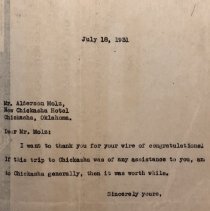 July 18, 1931
Mr. Alderson Molz,
New Chickasha Hotel
Chickasha, Oklahoma.
Dear Mr. Molz:
I want to thank you for your wire of congratulations!
If this trip to Chickasha was of any assistance to you, an
to Chickasha generally, then it was worth while.
Sincerely yours,